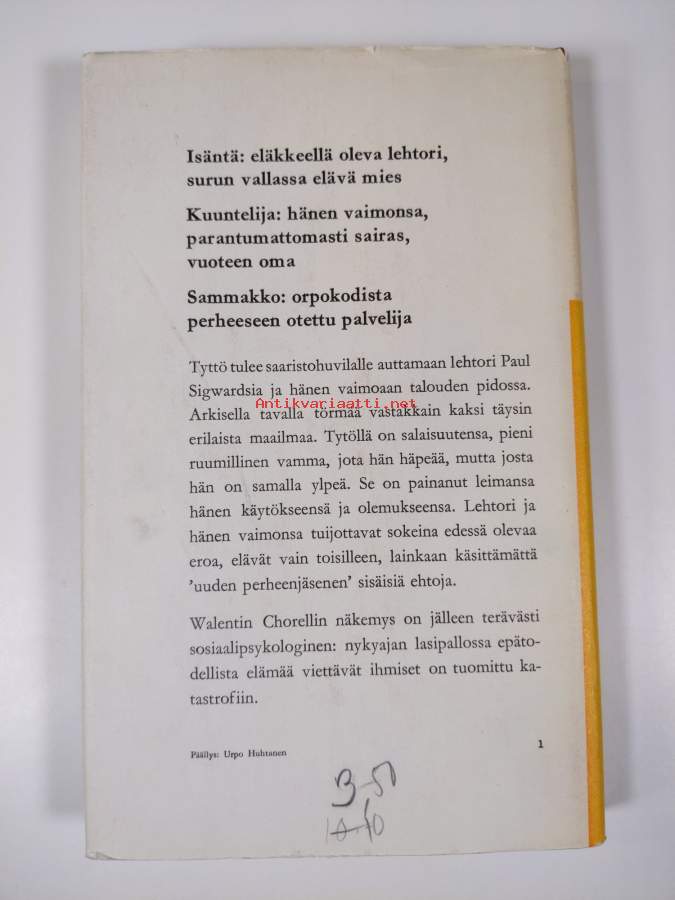 Isäntä: eläkkeellä oleva lehtori,
surun vallassa elävä mies
Kuuntelija: hänen vaimonsa,
parantumattomasti sairas,
vuoteen oma
Sammakko: orpokodista
perheeseen otettu palvelija
Tyttö tulee saaristohuvilalle auttamaan lehtori Paul
Sigwardsia ja hänen vaimoaan talouden pidossa.
Antikvariaatti.net
Arkisella tavalla törmää vastakkain kaksi täysin
erilaista maailmaa. Tytöllä on salaisuutensa, pieni
ruumillinen vamma, jota hän häpeää, mutta josta
hän on samalla ylpeä. Se on painanut leimansa
hänen käytökseensä ja olemukseensa. Lehtori ja
hänen vaimonsa tuijottavat sokeina edessä olevaa
eroa, elävät vain toisilleen, lainkaan käsittämättä
’uuden perheenjäsenen’ sisäisiä ehtoja.
Walentin Chorellin näkemys on jälleen terävästi
sosiaalipsykologinen: nykyajan lasipallossa epäto-
dellista elämää viettävät ihmiset on tuomittu ka-
tastrofiin.
Päällys: Urpo Huhtanen
1